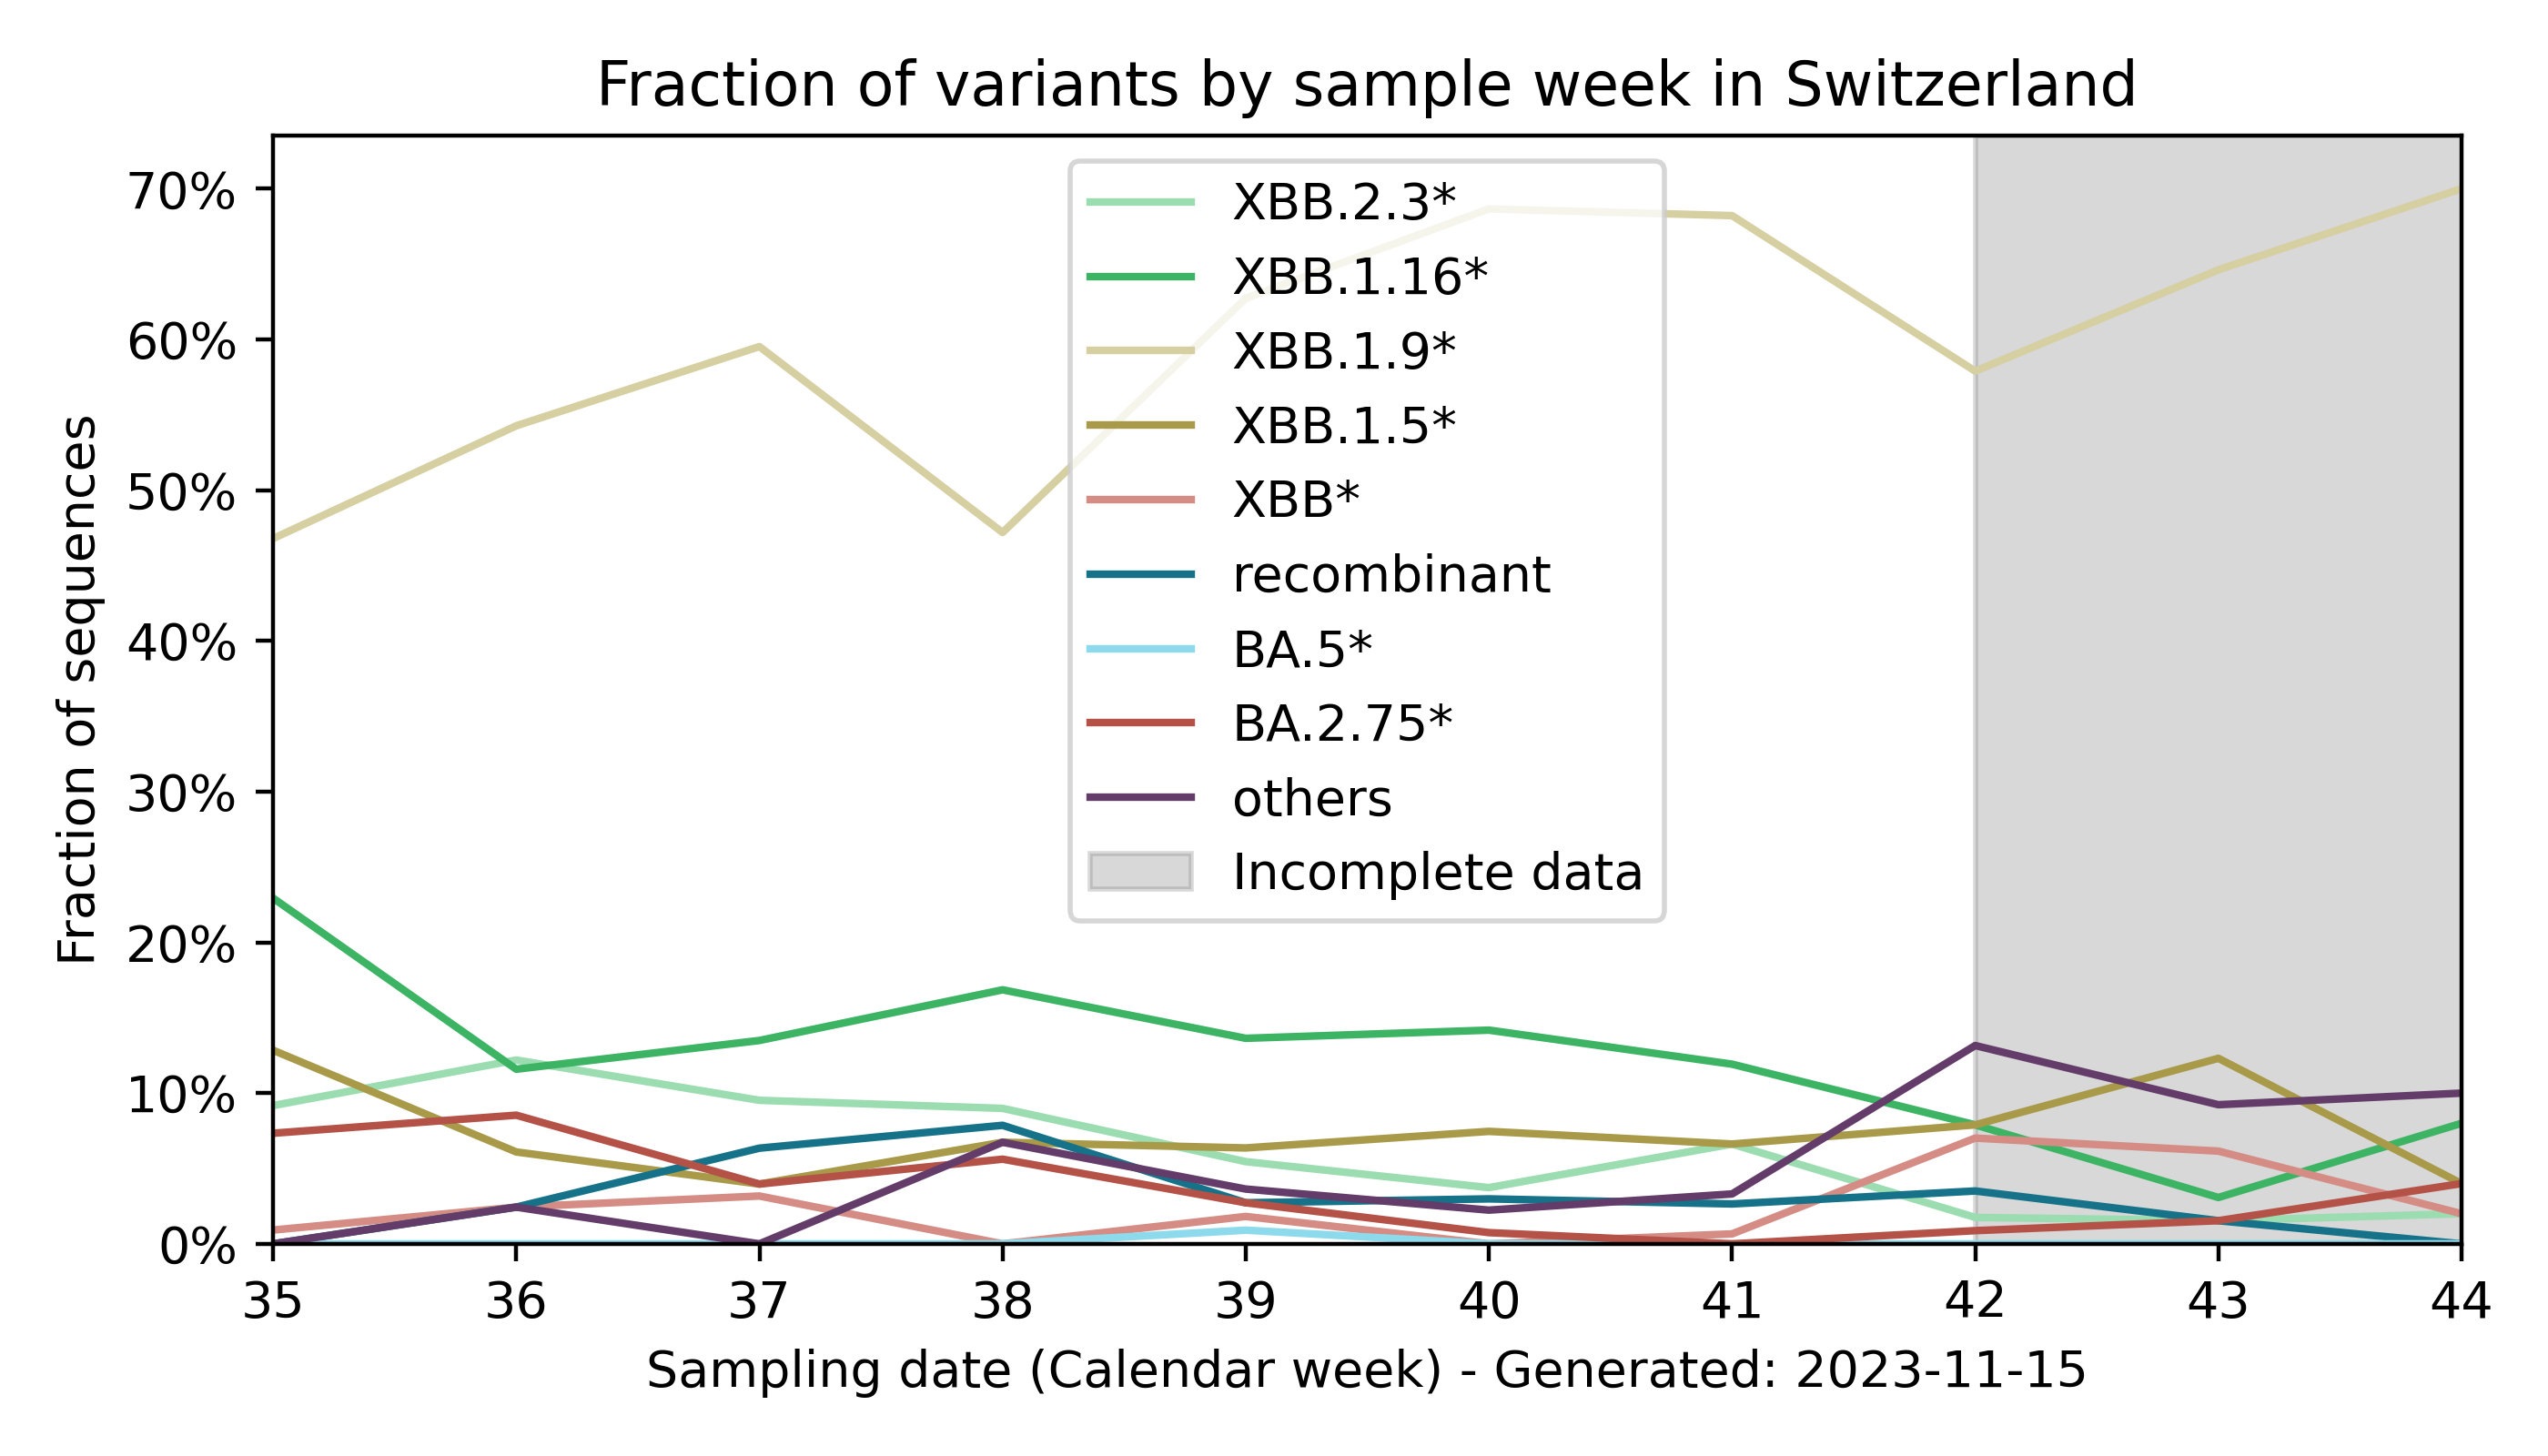 Fraction of variants by sample week in Switzerland
70%
60%
50%
40%
30%
20%
10%
0%
Fraction of sequences
XBB.2.3*
XBB.1.16*
XBB.1.9*
XBB.1.5*
XBB*
recombinant
BA.5*
BA.2.75*
others
Incomplete data
35 36 37 38 39 40 41 42 43 44
Sampling date (Calendar week) - Generated: 2023-11-15